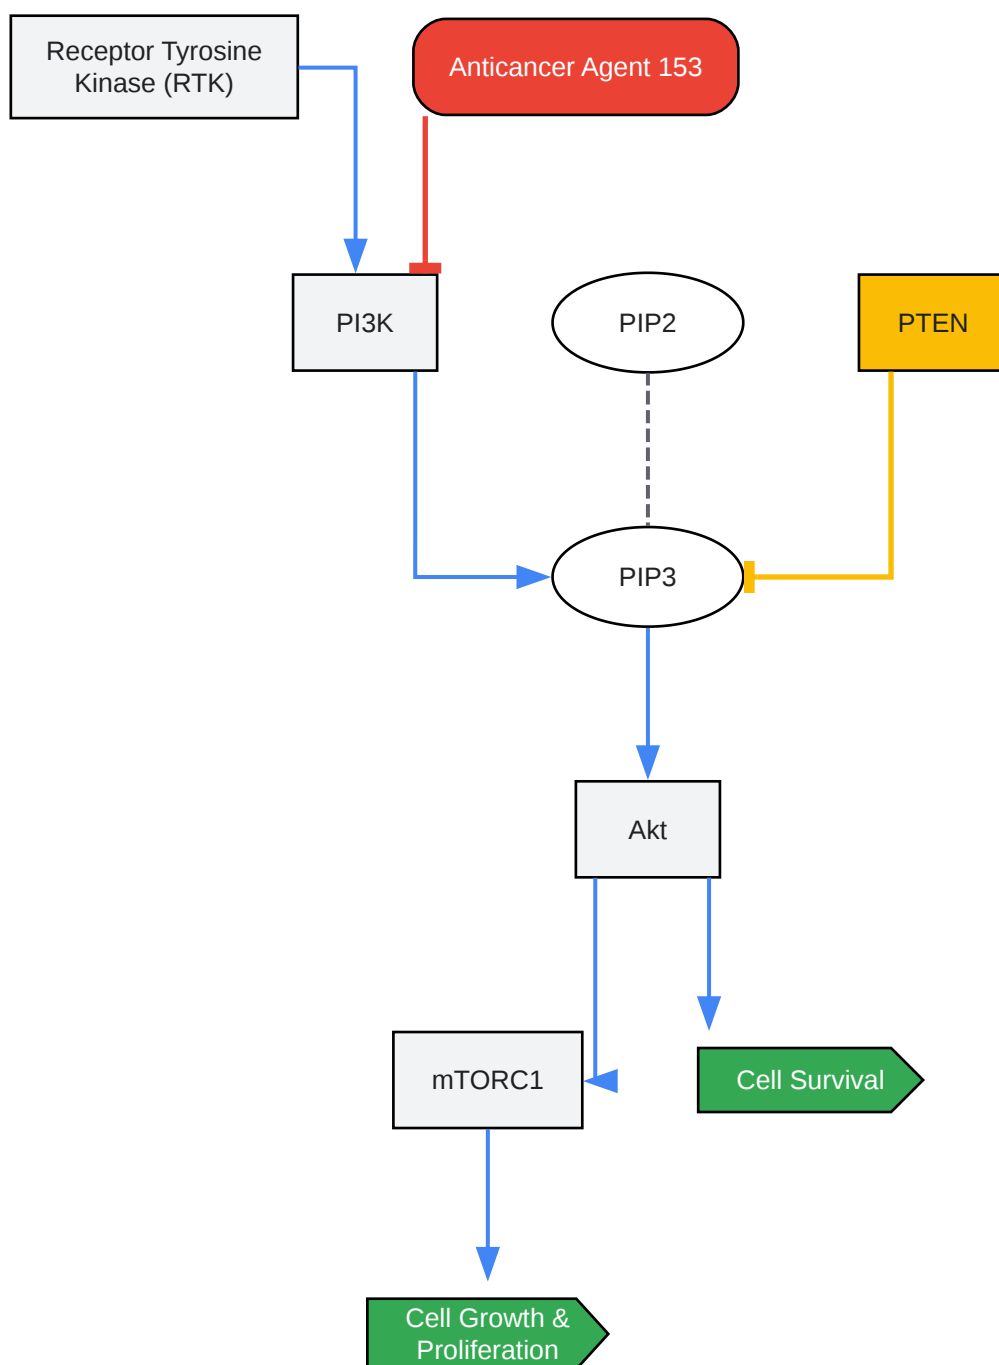 Receptor Tyrosine
Kinase (RTK)
Anticancer Agent 153
PI3K
PIP2
PTEN
PIP3
Akt
mTORC1
Cell Survival
Cell Growth &
Proliferation